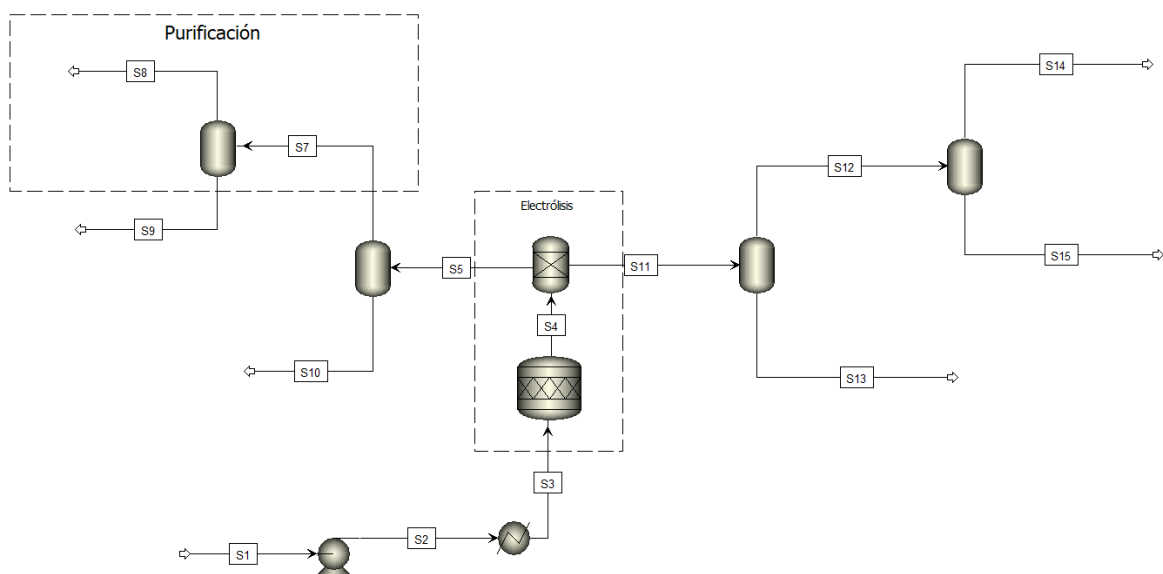 Purificación
S8
S14
S7
S12
S9
Electrólisis
S5
S11
S15
S4
S10
S13
S3
S2
S1